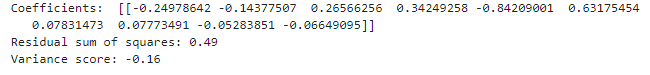 Coefficients:  [[-0.24978642 -0.14377507  0.26566256  0.34249258 -0.84209001  0.63175454
   0.07831473  0.07773491 -0.05283851 -0.06649095]]
Residual sum of squares: 0.49
Variance score: -0.16